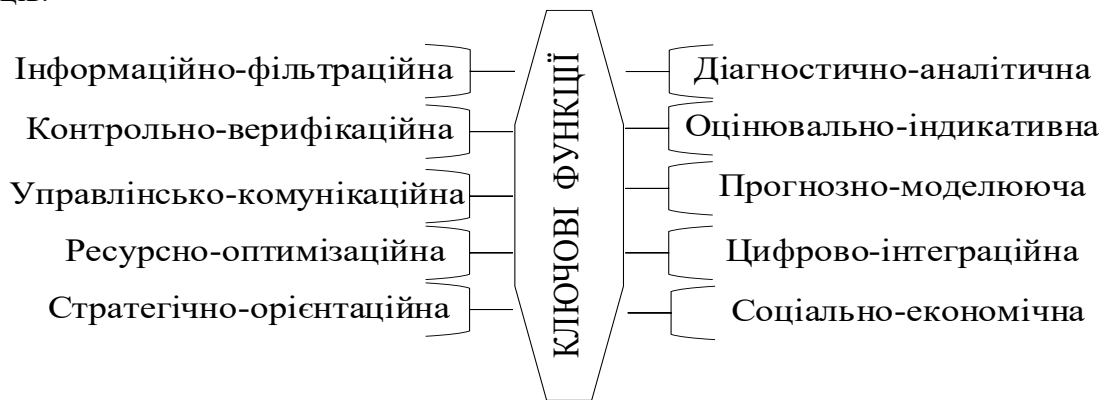 Інформаційно-фільтраційна
Контрольно-верифікаційна
Управлінсько-комунікаційна
Ресурсно-оптимізаційна
Стратегічно-орієнтаційна
КЛЮЧОВІ ФУНКЦІЇ
Діагностично-аналітична
Оцінювально-індикативна
Прогнозно-моделююча
Цифрово-інтеграційна
Соціально-економічна